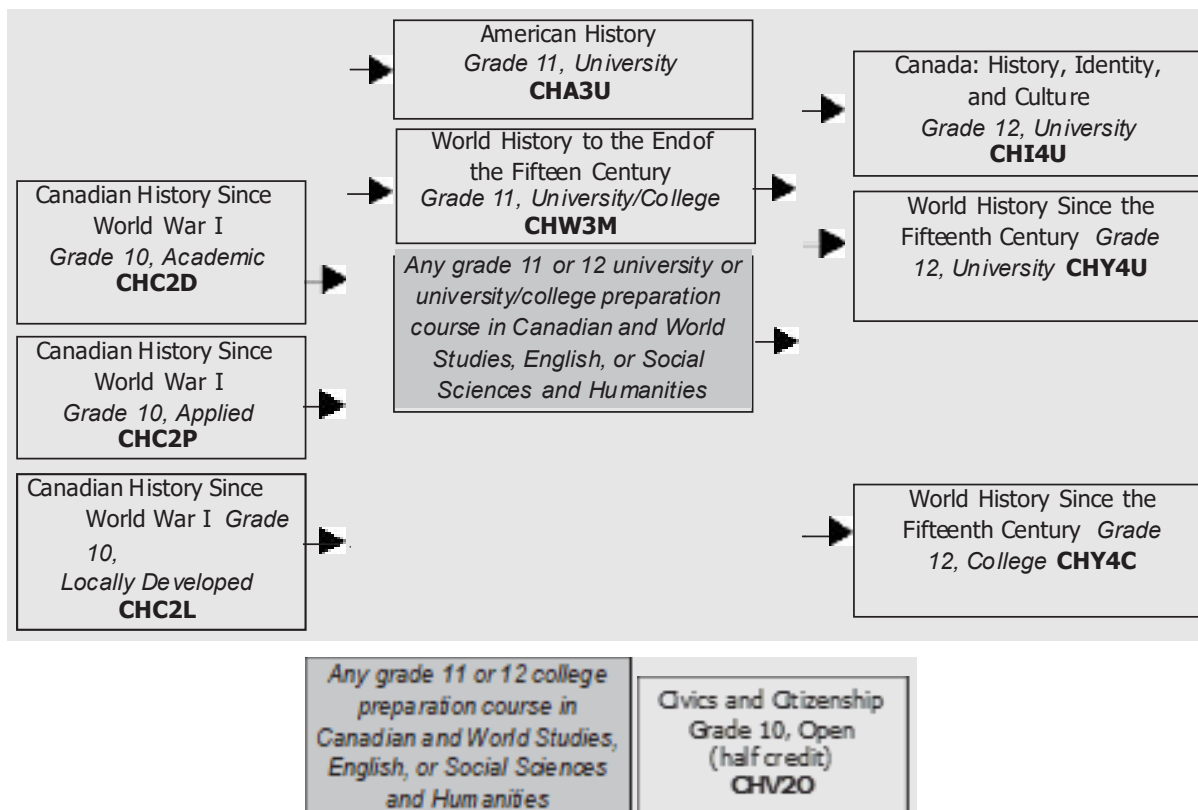 American History
Grade 11, University
CHA3U
World History to the Endof
the Fifteen Century
Grade 11, University/College
CHW3M
Any grade 11 or 12 university or
university/college preparation
course in Canadian and World
Studies, English, or Social
Sciences and Humanities
Canada: History, Identity,
and Culture
Grade 12, University
CHI4U
World History Since the
Fifteenth Century Grade
12, University CHY4U
Canadian History Since
World War I
Grade 10, Academic
CHC2D
Canadian History Since
World War I
Grade 10, Applied
CHC2P
Canadian History Since
World War I Grade
10,
Locally Developed
CHC2L
World History Since the
Fifteenth Century Grade
12, College CHY4C
Any grade 11 or 12 college
preparation course in
Canadian and World Studies,
English, or Social Sciences
and Humanities
Civics and Citizenship
Grade 10, Open
(half credit)
CHV2O